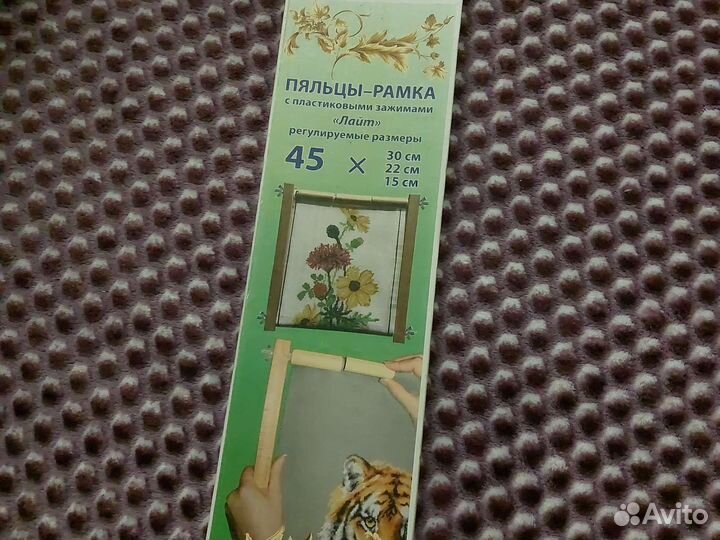 ПЯЛЬЦЫ–РАМКА
с пластиковыми зажимами
«Лайт»
регулируемые размеры
45 × 30 см
22 см
15 см
Avito